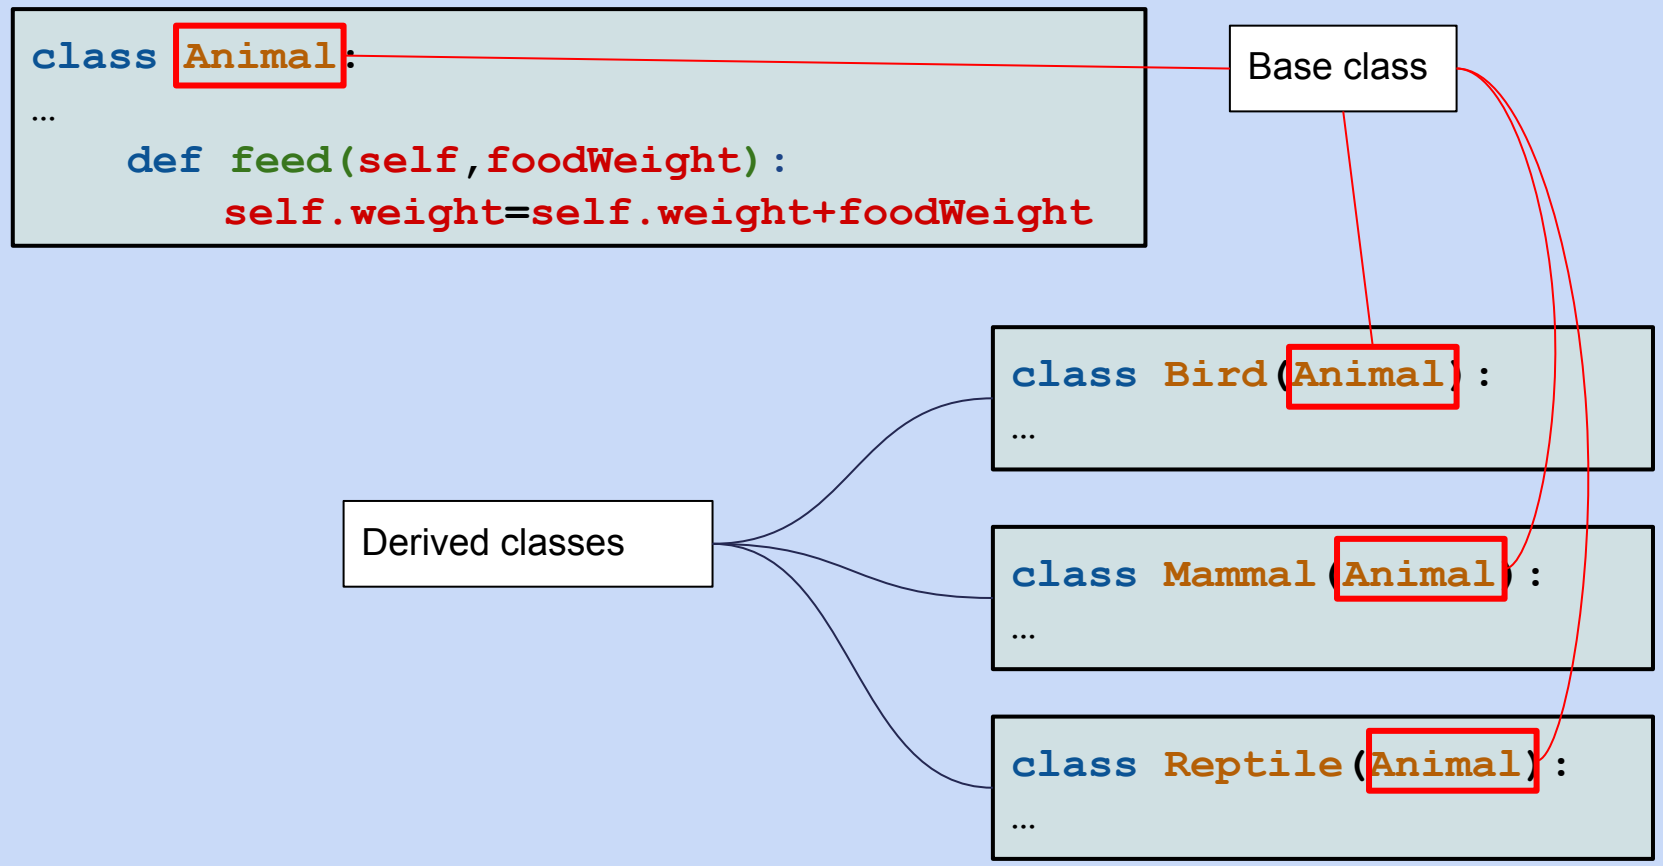 class Animal:
…
def feed(self,foodWeight):
self.weight=self.weight+foodWeight
Base class
class Bird(Animal):
…
Derived classes
class Mammal(Animal):
…
class Reptile(Animal):
…